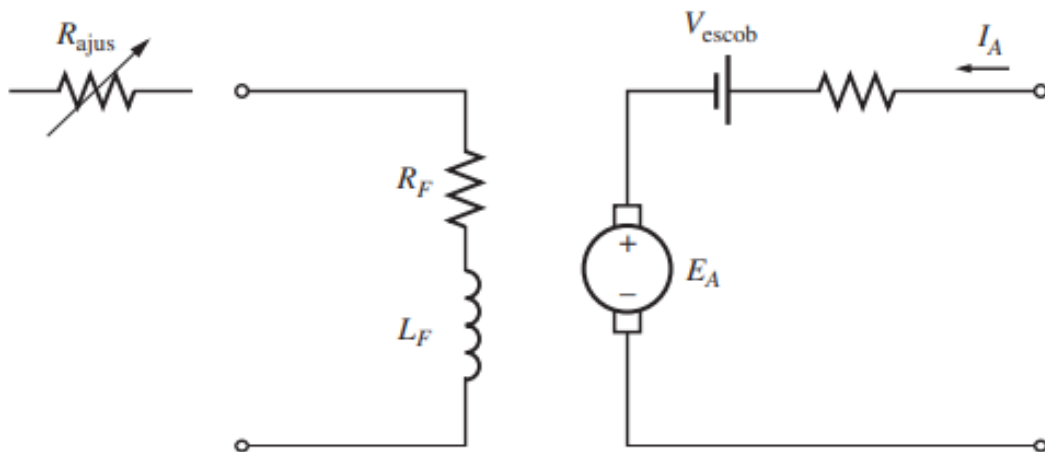 R_ajus
V_escob
I_A
R_F
+
E_A
−
L_F